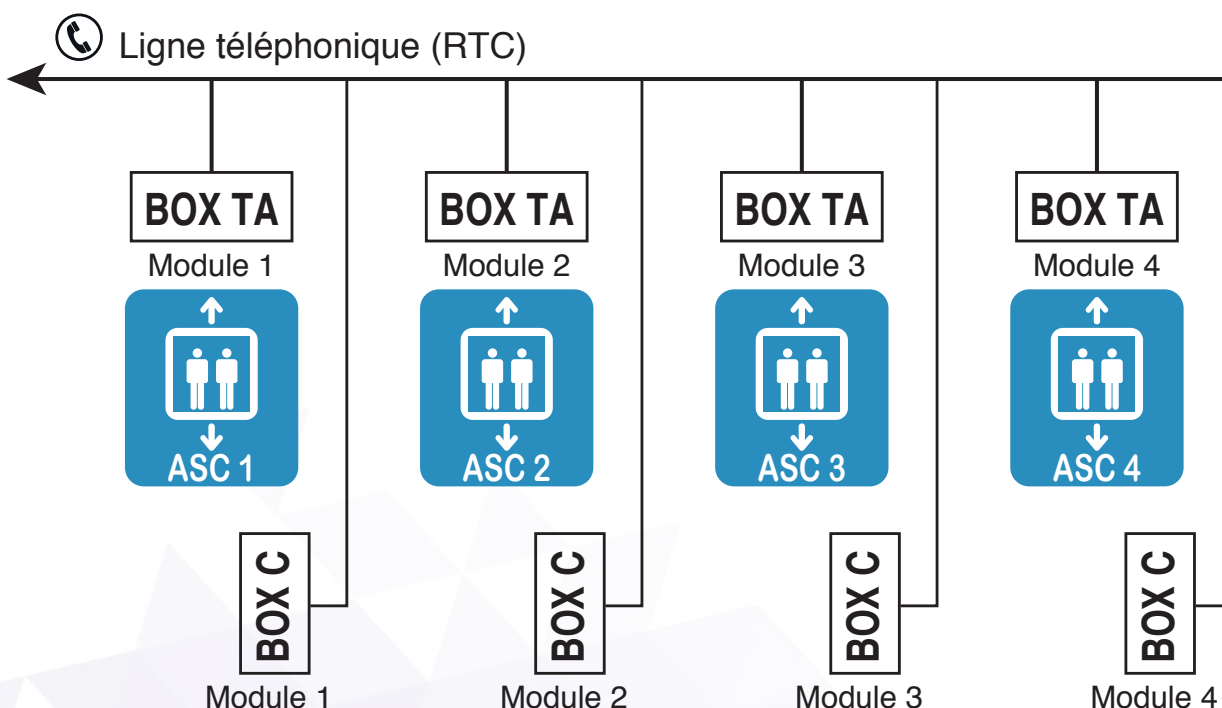 Ligne téléphonique (RTC)
BOX TA
BOX TA
BOX TA
BOX TA
Module 1
Module 2
Module 3
Module 4
ASC 1
ASC 2
ASC 3
ASC 4
BOX C
BOX C
BOX C
BOX C
Module 1
Module 2
Module 3
Module 4